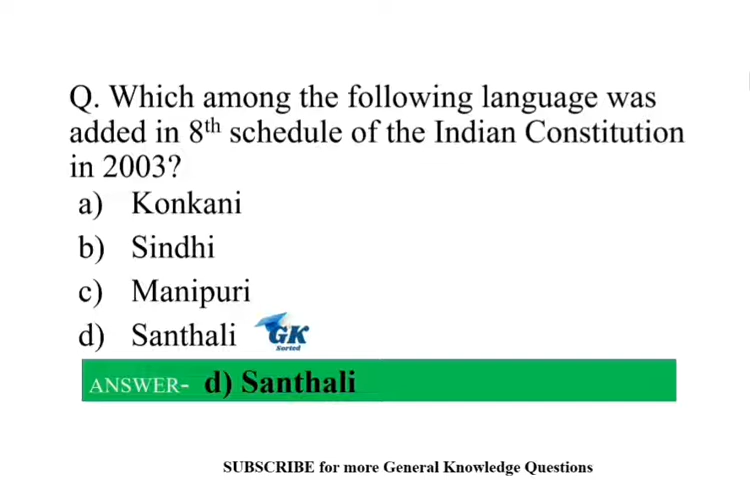 Q. Which among the following language was
added in 8th schedule of the Indian Constitution
in 2003?
a) Konkani
b) Sindhi
c) Manipuri
d) Santhali GK
Sorted
ANSWER- d) Santhali
SUBSCRIBE for more General Knowledge Questions